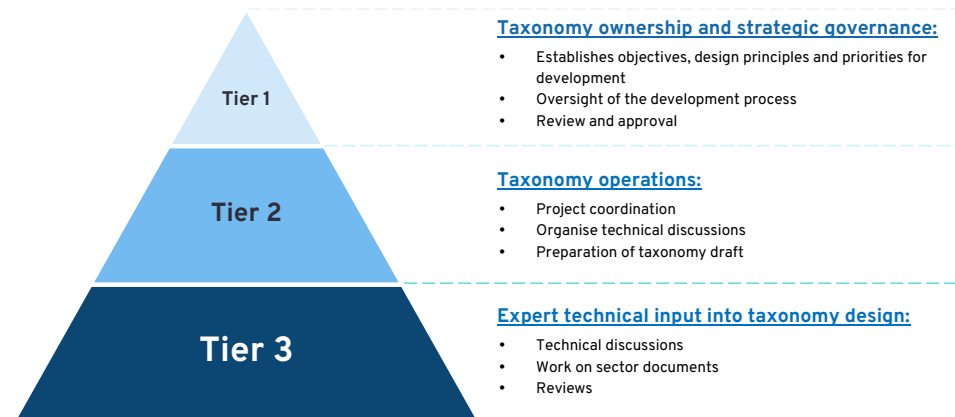 Taxonomy ownership and strategic governance:
• Establishes objectives, design principles and priorities for
development
• Oversight of the development process
• Review and approval
Tier 1
Taxonomy operations:
• Project coordination
• Organise technical discussions
• Preparation of taxonomy draft
Tier 2
Expert technical input into taxonomy design:
• Technical discussions
• Work on sector documents
• Reviews
Tier 3